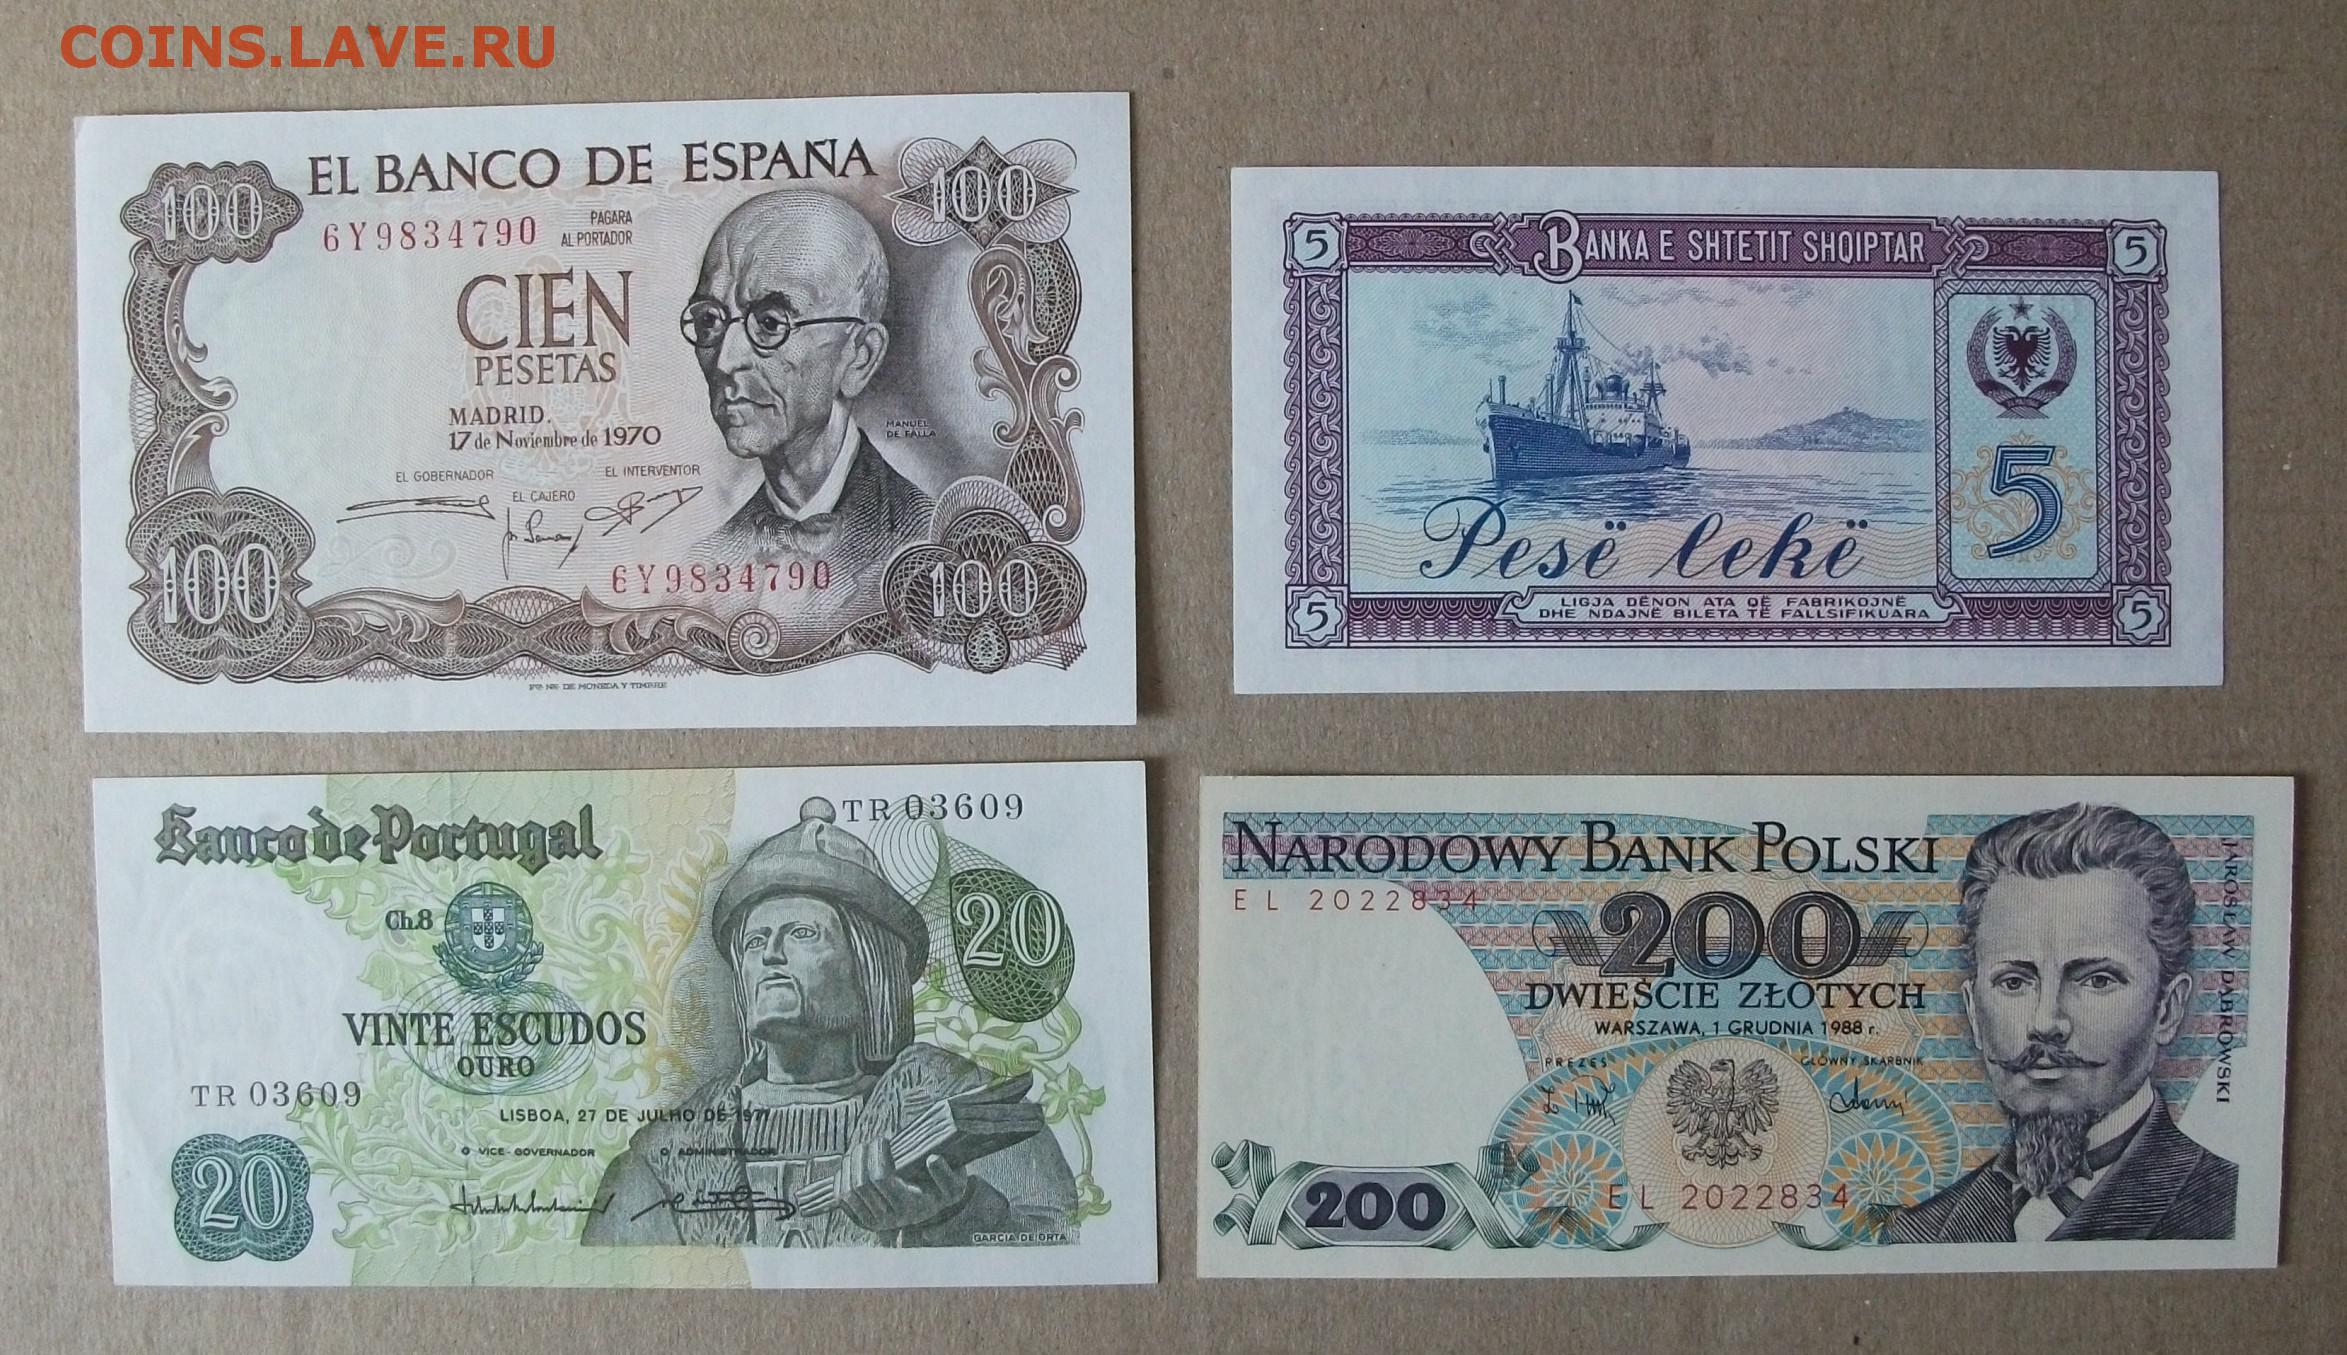 COINS.LAVE.RU
100
EL BANCO DE ESPAÑA
100
6Y9834790
PAGARA
AL PORTADOR
CIEN
PESETAS
MADRID.
17 de Noviembre de 1970
MANUEL
DE FALLA
EL GOBERNADOR
EL INTERVENTOR
EL CAJERO
6Y9834790
100
100
Fca. Nal. DE MONEDA Y TIMBRE
5
BANKA E SHTETIT SHQIPTAR
5
5
Pesë lekë
LIGJA DËNON ATA QË FABRIKOJNË
DHE NDAJNË BILETA TË FALLSIFIKUARA
5
5
Banco de Portugal
TR 03609
20
Ch.8
VINTE ESCUDOS
OURO
TR 03609
LISBOA, 27 DE JULHO DE 1971
O VICE-GOVERNADOR
O ADMINISTRADOR
20
GARCIA DE ORTA
NARODOWY BANK POLSKI
EL 2022834
200
DWIEŚCIE ZŁOTYCH
WARSZAWA, 1 GRUDNIA 1988 r.
PREZES
GŁÓWNY SKARBNIK
JAROSŁAW DĄBROWSKI
EL 2022834
200